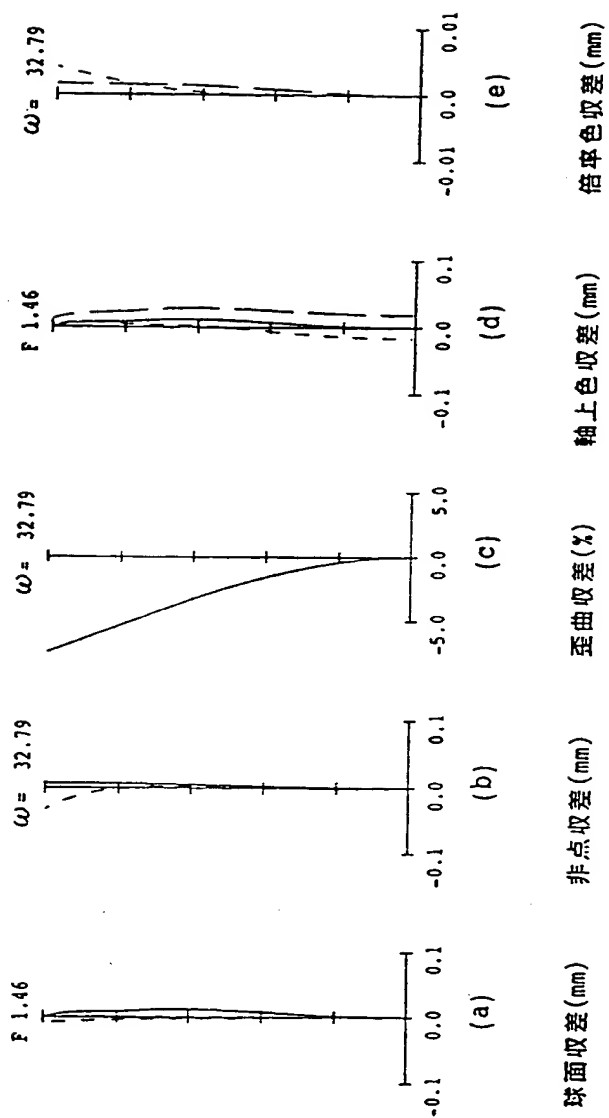 F 1.46
-0.1 0.0 0.1
(a)
球面収差(mm)
ω= 32.79
-0.1 0.0 0.1
(b)
非点収差(mm)
ω= 32.79
-5.0 0.0 5.0
(c)
歪曲収差(%)
F 1.46
-0.1 0.0 0.1
(d)
軸上色収差(mm)
ω= 32.79
-0.01 0.0 0.01
(e)
倍率色収差(mm)